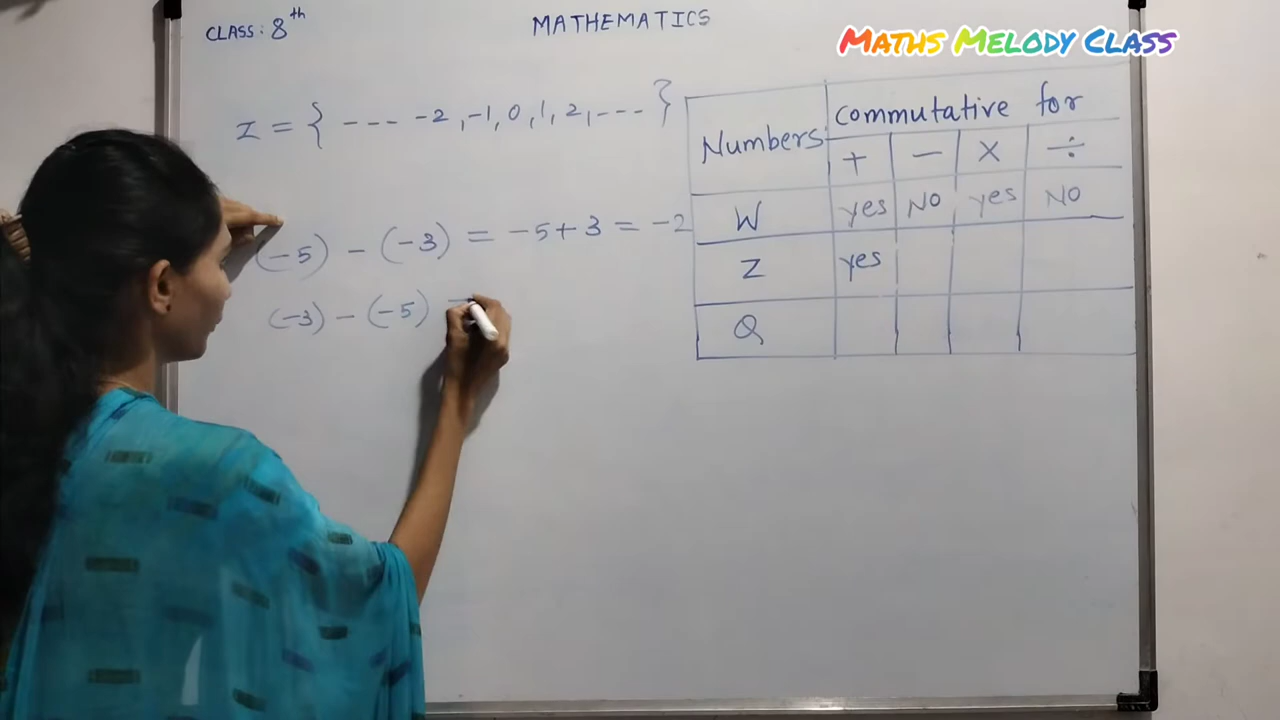 CLASS: 8th
MATHEMATICS
MATHS MELODY CLASS
Z = { --- -2, -1, 0, 1, 2, --- }
(-5) - (-3) = -5+3 = -2
(-3) - (-5) =
Numbers commutative for
+ - × ÷
W yes NO yes NO
Z yes
Q